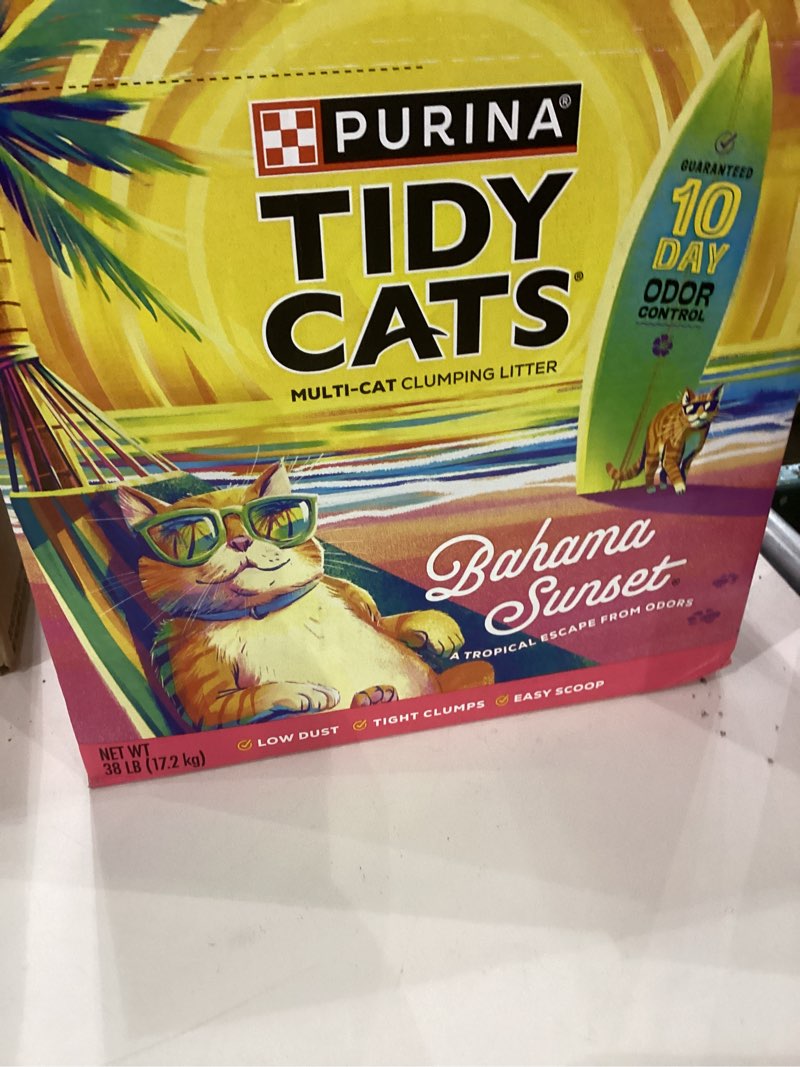 PURINA®
TIDY
CATS®
MULTI-CAT CLUMPING LITTER
GUARANTEED
10
DAY
ODOR
CONTROL
Bahama
Sunset
A TROPICAL ESCAPE FROM ODORS
LOW DUST TIGHT CLUMPS EASY SCOOP
NET WT
38 LB (17.2 kg)